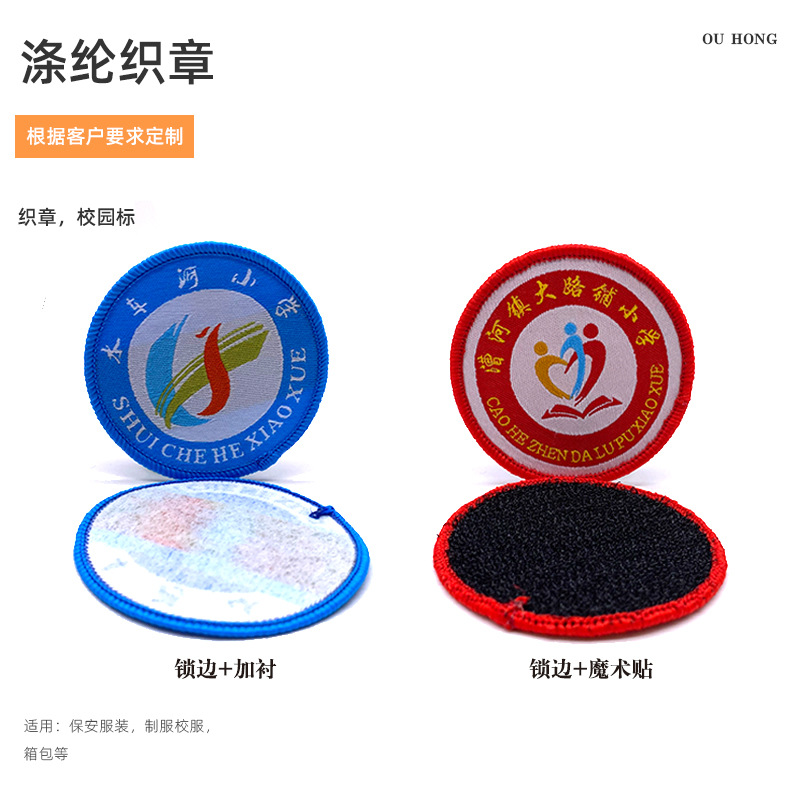 OU HONG
涤纶织章
根据客户要求定制
织章，校园标
水车河小学
SHUI CHE HE XIAO XUE
漕河镇大路铺小学
CAO HE ZHEN DA LU PU XIAO XUE
锁边+加衬
锁边+魔术贴
适用：保安服装，制服校服，
箱包等